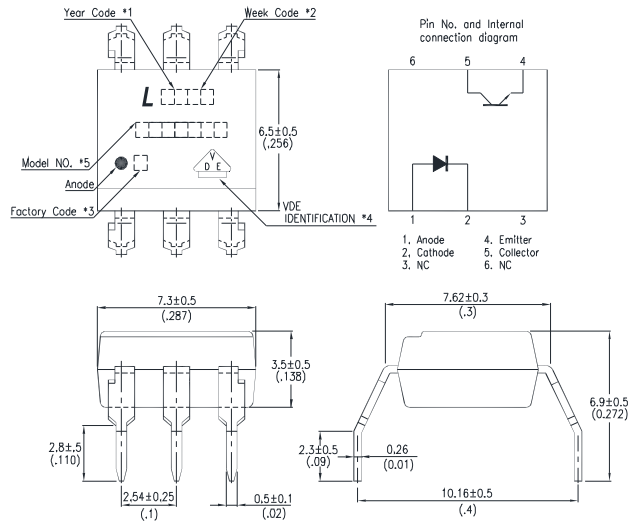 Year Code *1
Week Code *2
L
6.5±0.5
(.256)
Model NO. *5
Anode
V
D E
Factory Code *3
VDE
IDENTIFICATION *4
Pin No. and Internal
connection diagram
6 5 4
1 2 3
1, Anode 4. Emitter
2, Cathode 5. Collector
3. NC 6. NC
7.3±0.5
(.287)
3.5±0.5
(.138)
2.8±.5
(.110)
2.54±0.25
(.1)
0.5±0.1
(.02)
7.62±0.3
(.3)
6.9±0.5
(0.272)
2.3±0.5
(.09)
0.26
(0.01)
10.16±0.5
(.4)